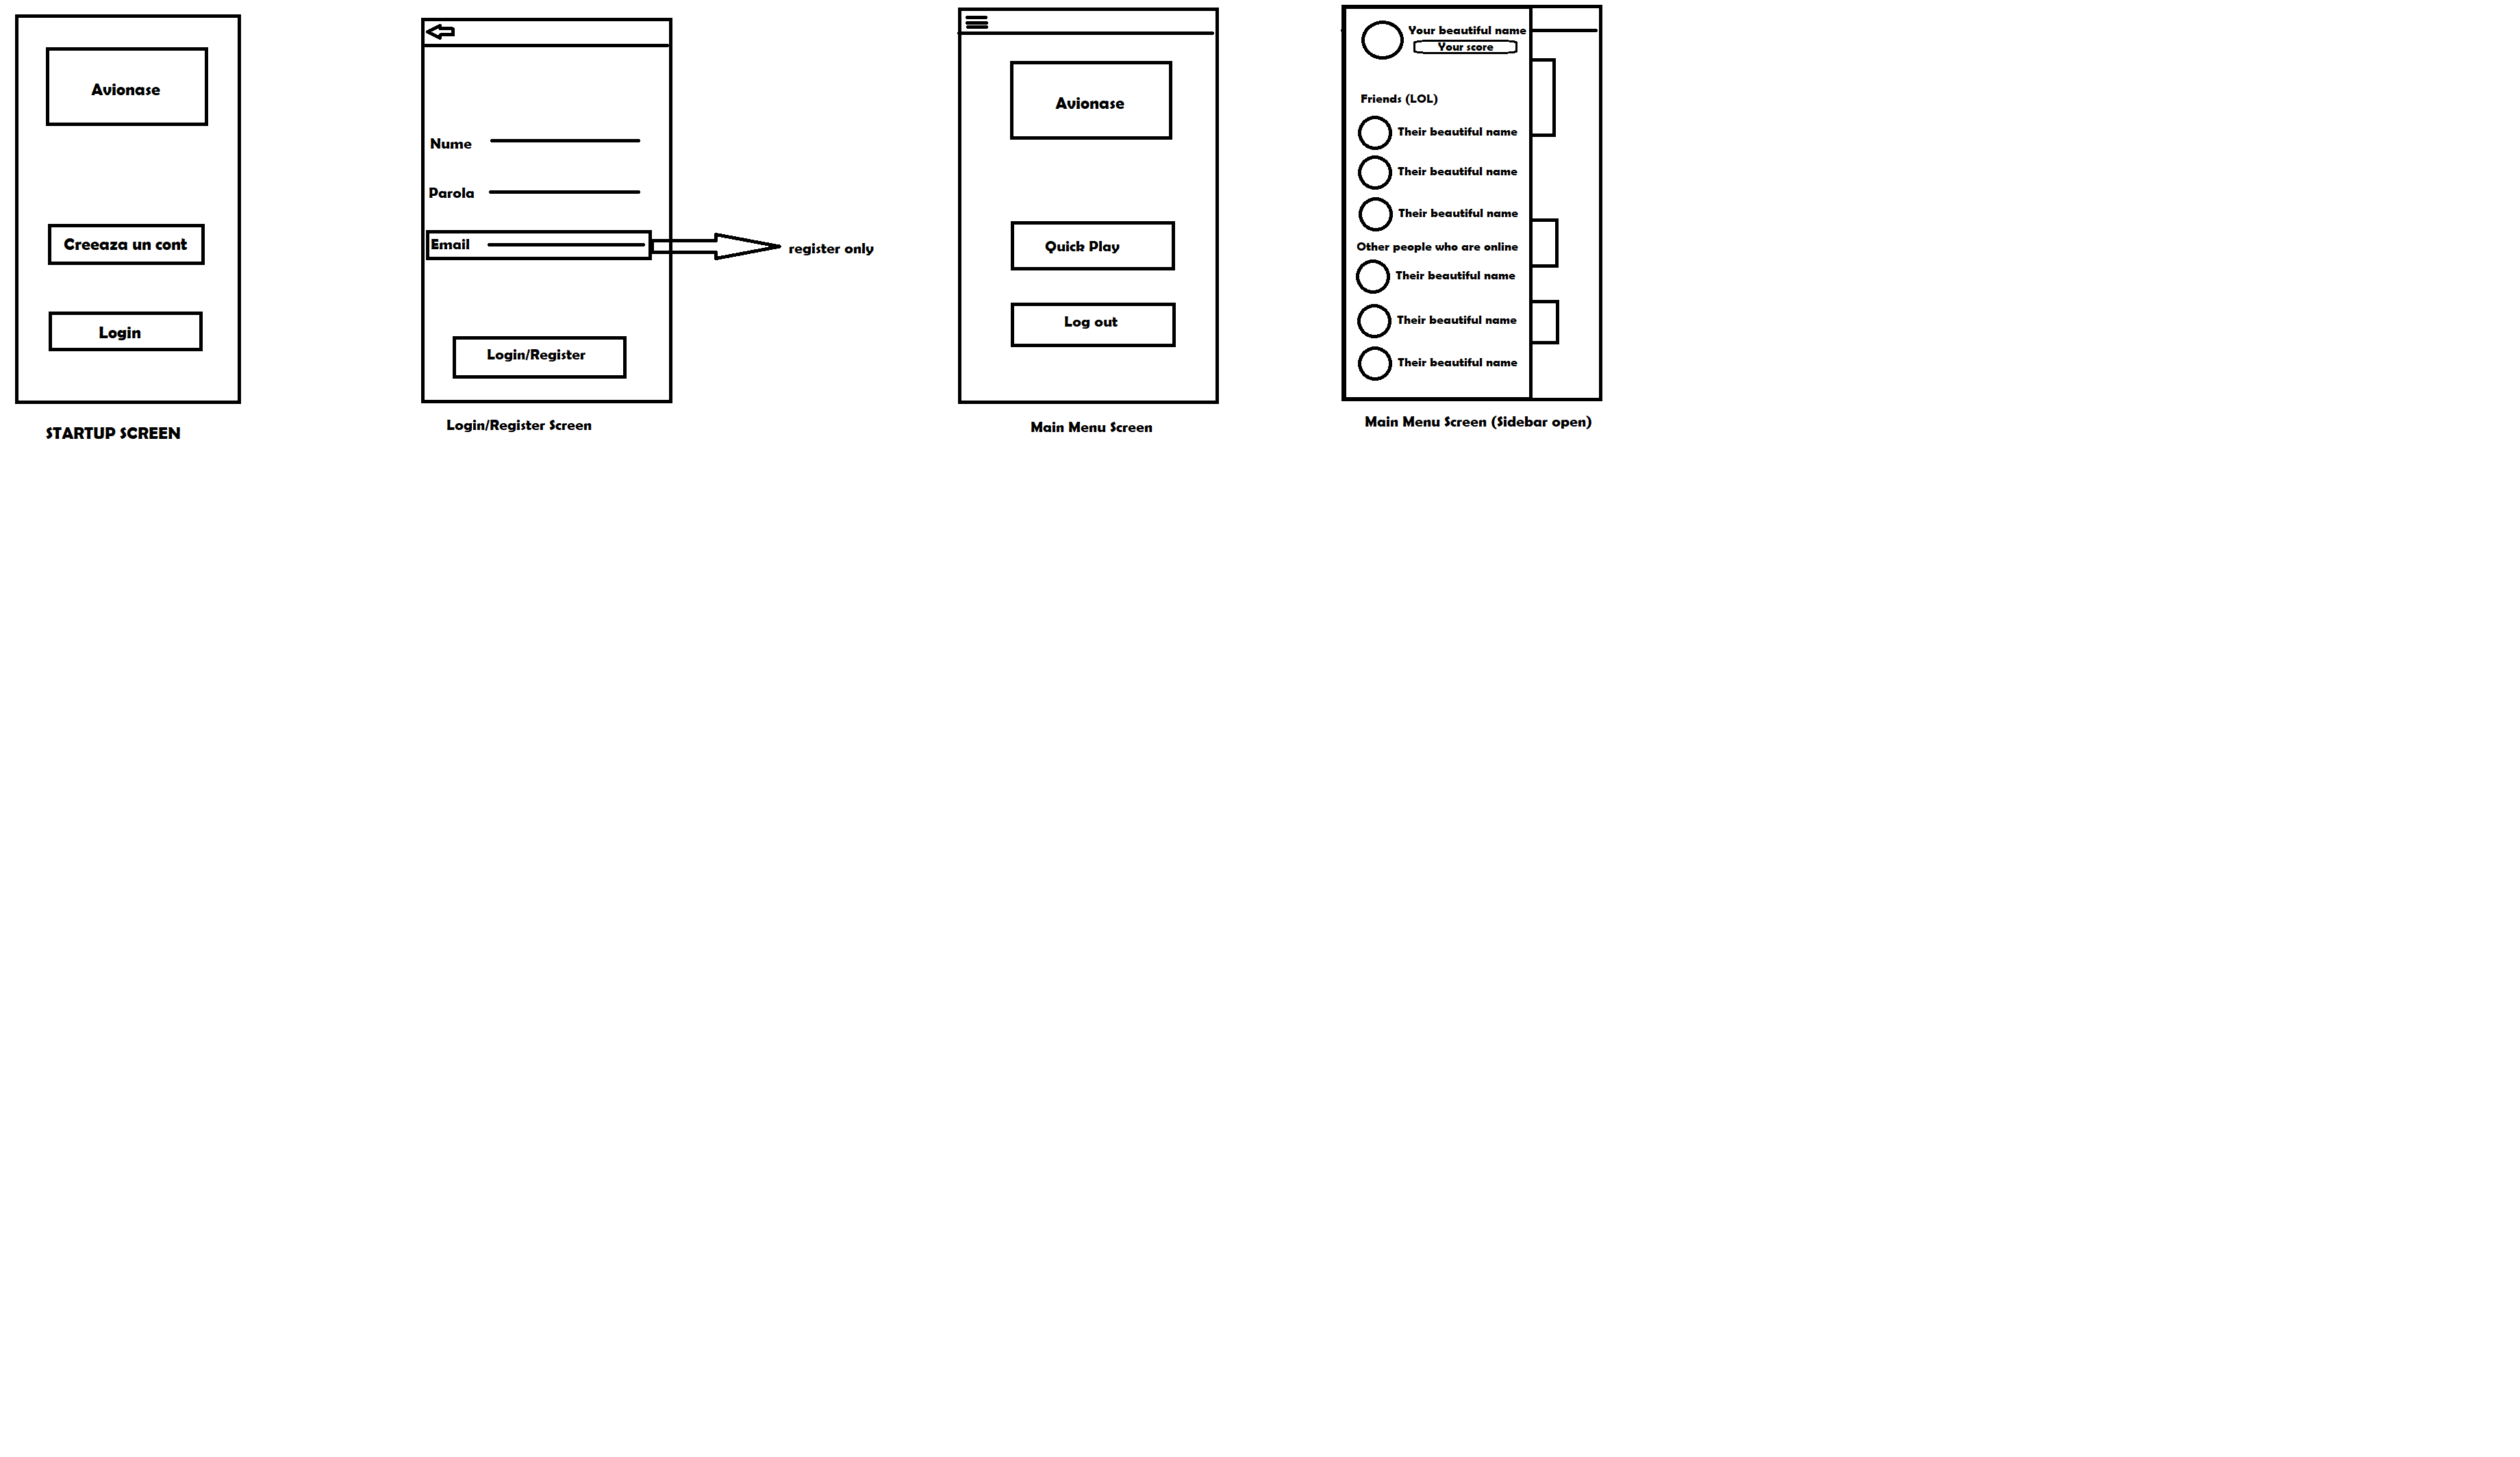 Avionase
Creeaza un cont
Login
STARTUP SCREEN
Nume
Parola
Email
register only
Login/Register
Login/Register Screen
Avionase
Quick Play
Log out
Main Menu Screen
Your beautiful name
Your score
Friends (LOL)
Their beautiful name
Their beautiful name
Their beautiful name
Other people who are online
Their beautiful name
Their beautiful name
Their beautiful name
Main Menu Screen (Sidebar open)